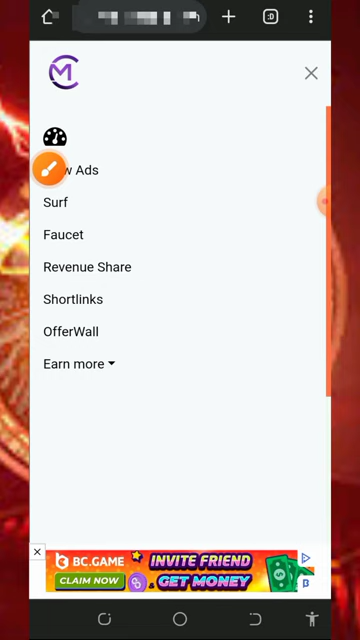 :D
Ads
Surf
Faucet
Revenue Share
Shortlinks
OfferWall
Earn more
BC.GAME
INVITE FRIEND
CLAIM NOW
& GET MONEY